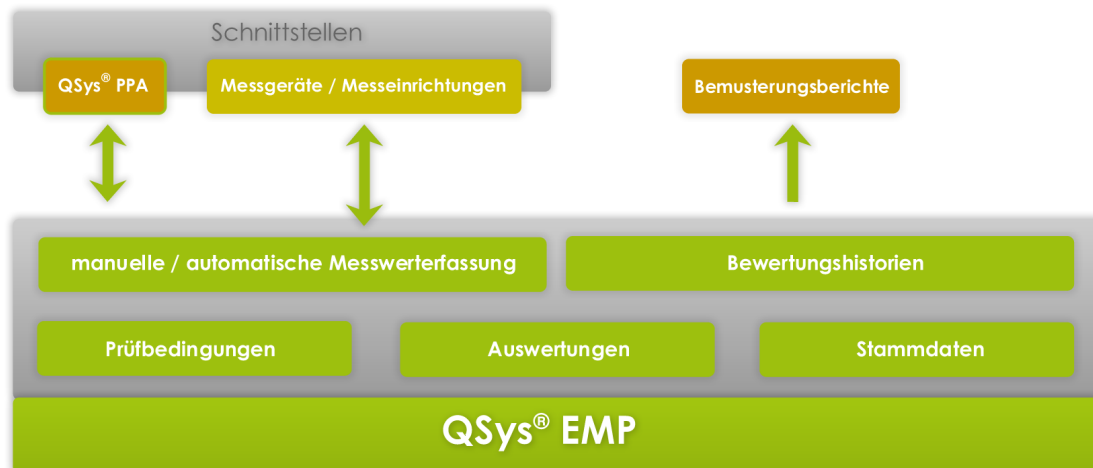 Schnittstellen
QSys® PPA
Messgeräte / Messeinrichtungen
Bemusterungsberichte
manuelle / automatische Messwerterfassung
Bewertungshistorien
Prüfbedingungen
Auswertungen
Stammdaten
QSys® EMP